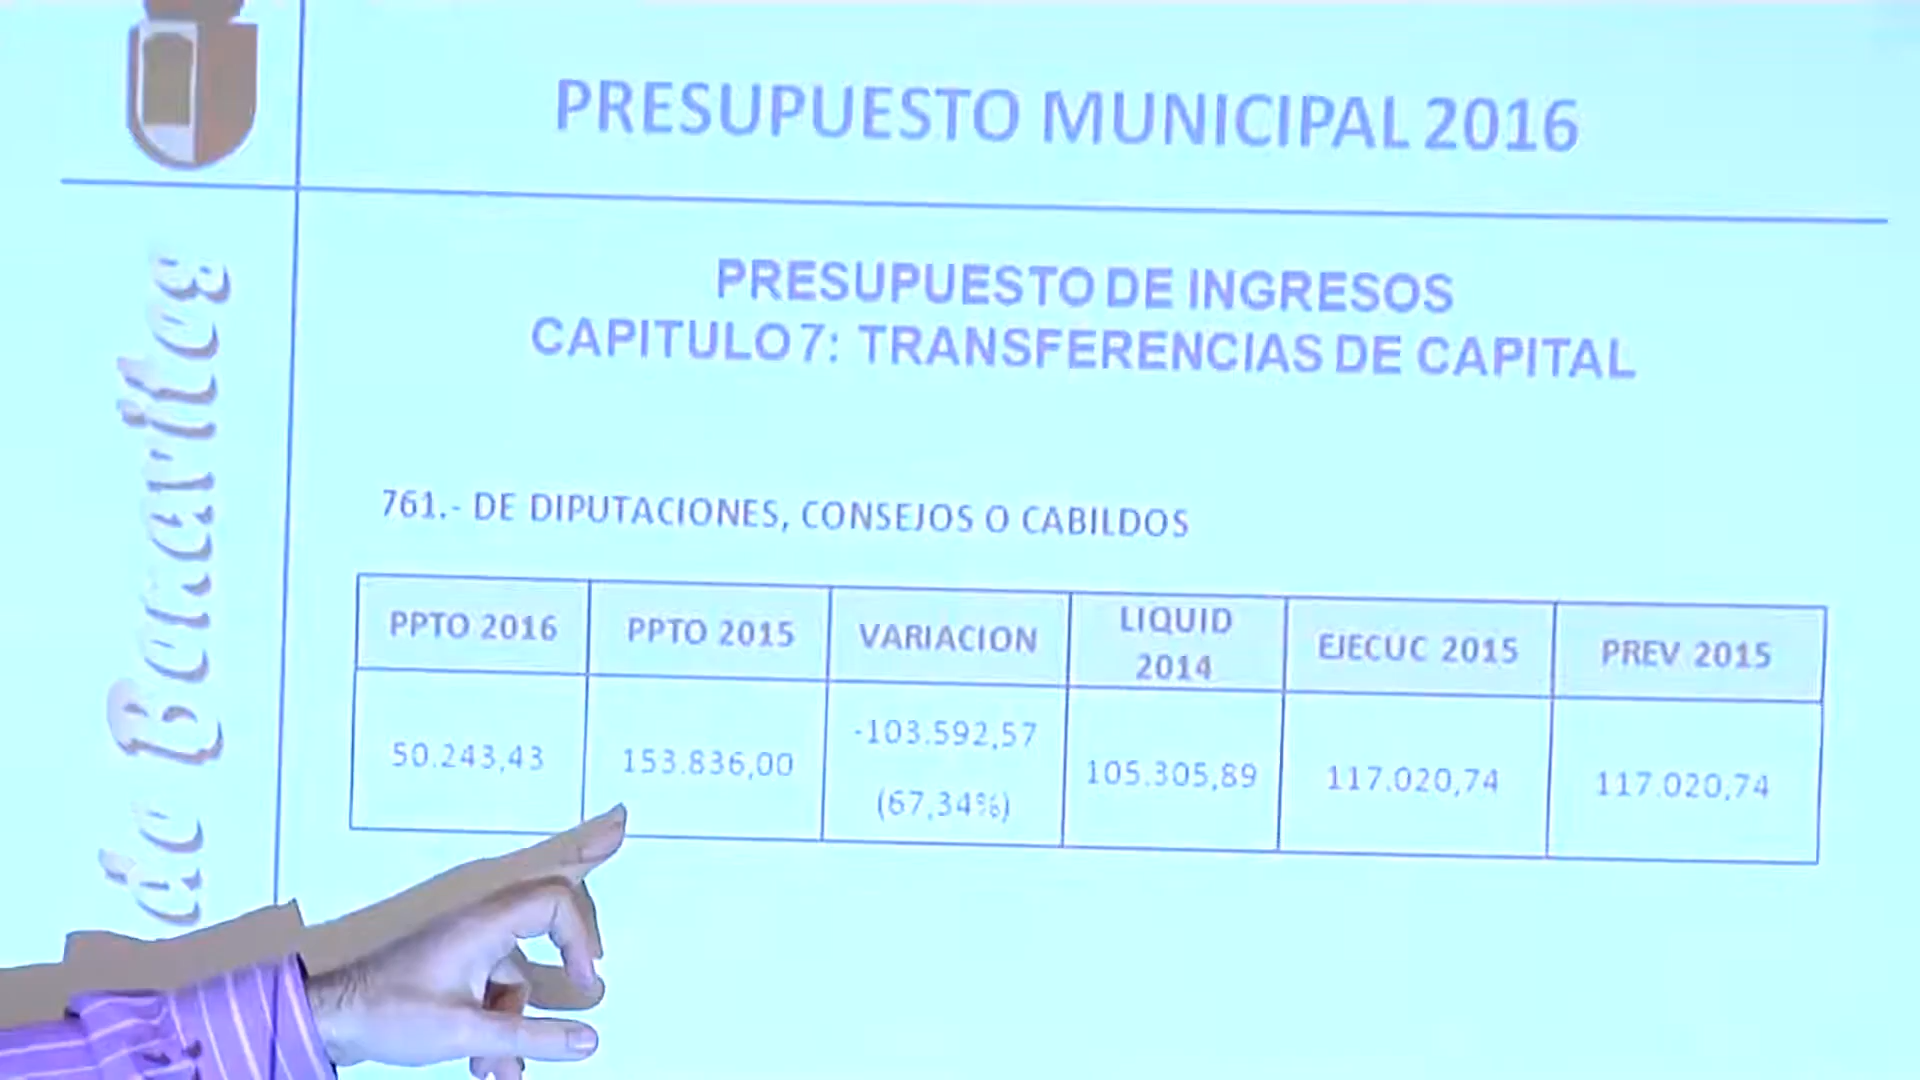 PRESUPUESTO MUNICIPAL 2016
PRESUPUESTO DE INGRESOS
CAPITULO 7: TRANSFERENCIAS DE CAPITAL
761.- DE DIPUTACIONES, CONSEJOS O CABILDOS
PPTO 2016 PPTO 2015 VARIACION LIQUID 2014 EJECUC 2015 PREV 2015
50.243,43 153.836,00 -103.592,57 (67,34%) 105.305,89 117.020,74 117.020,74
de Benavites